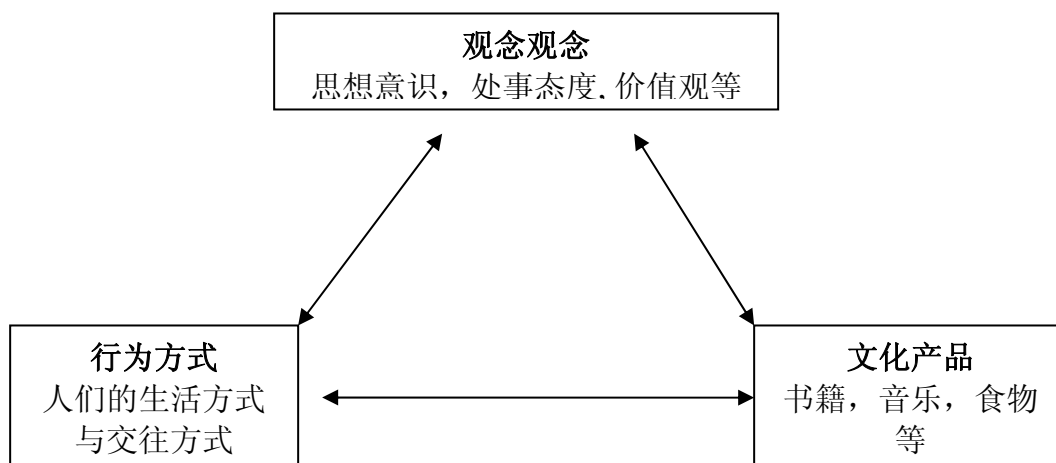 观念观念
思想意识，处事态度,价值观等
行为方式
人们的生活方式
与交往方式
文化产品
书籍，音乐，食物
等